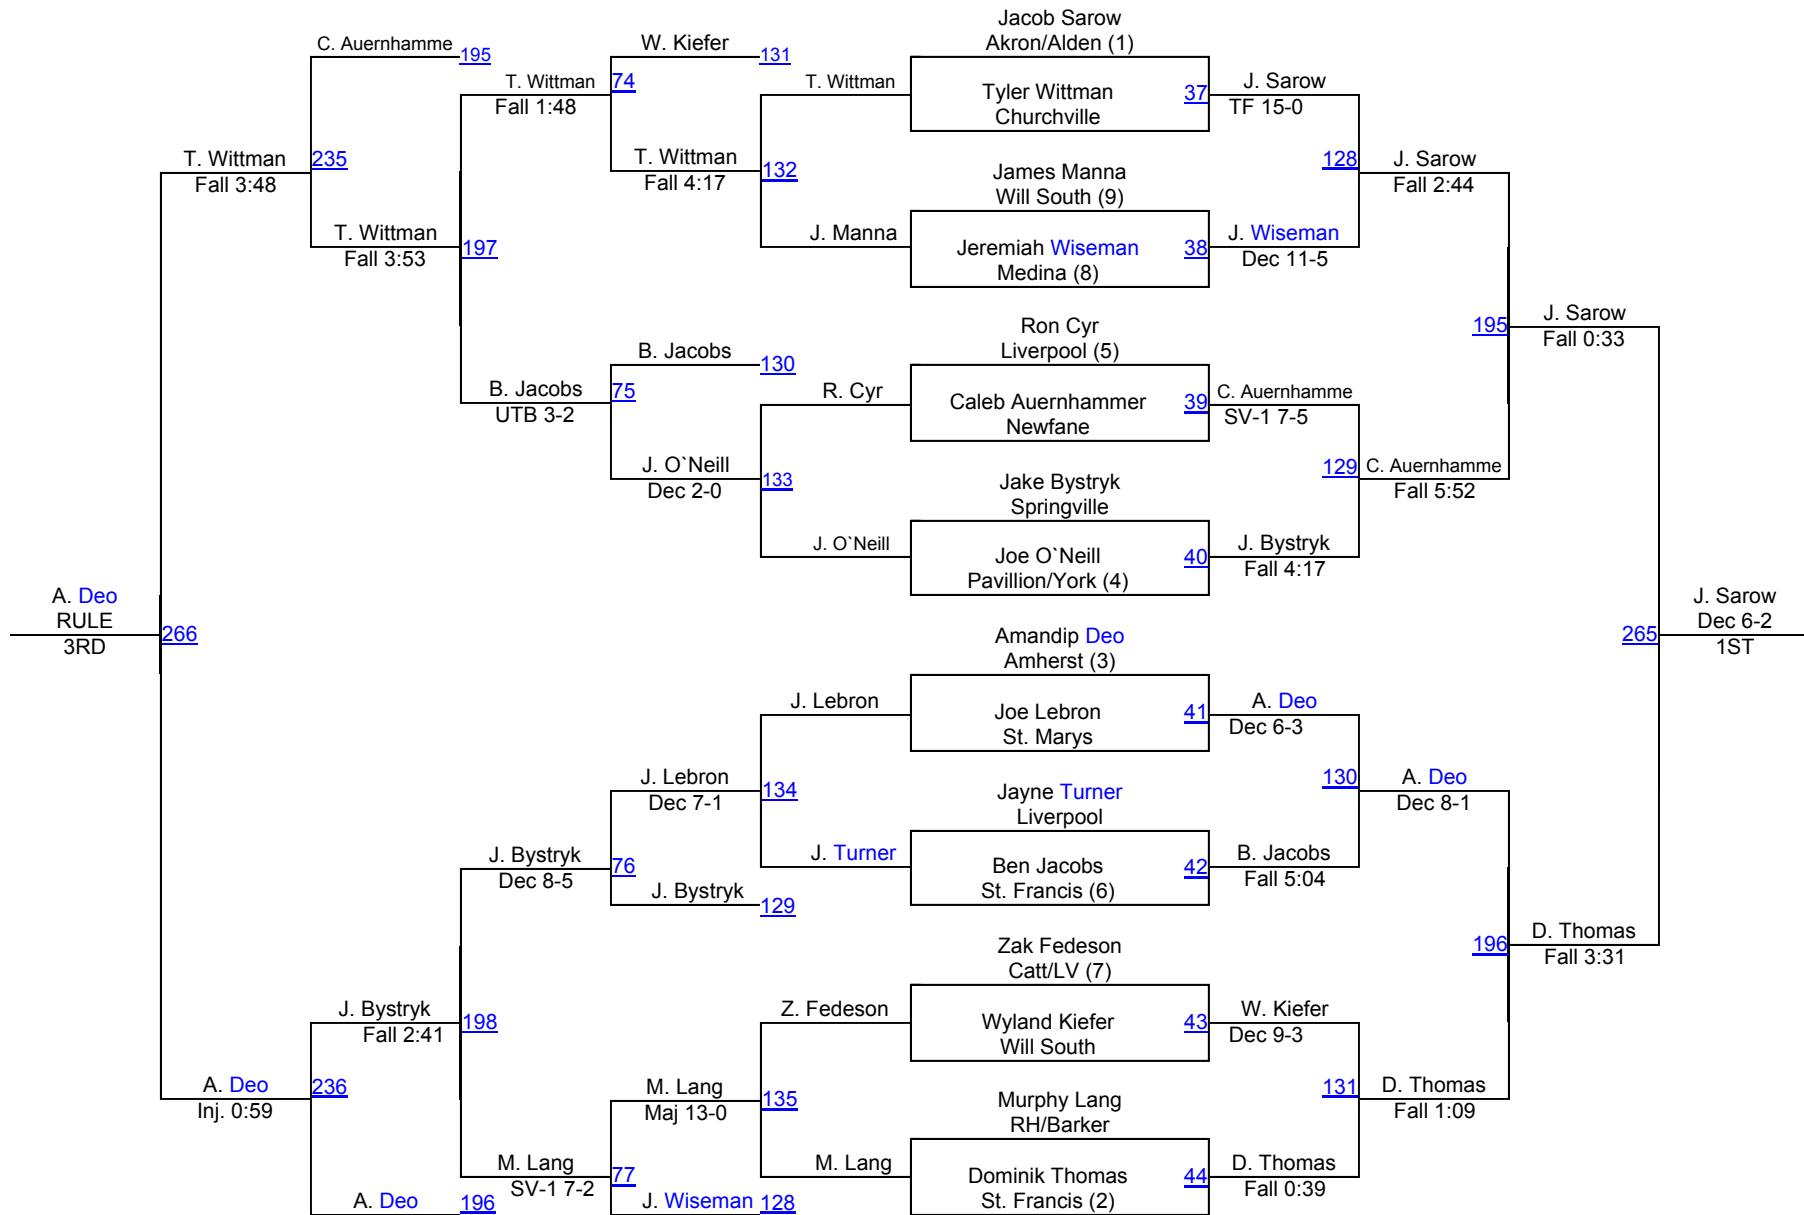 Jacob Sarow
Akron/Alden (1)
C. Auernhamme
195
W. Kiefer
131
T. Wittman
Fall 1:48
74
T. Wittman
Tyler Wittman
Churchville
37
J. Sarow
TF 15-0
T. Wittman
Fall 3:48
235
T. Wittman
Fall 4:17
132
James Manna
Will South (9)
128
J. Sarow
Fall 2:44
T. Wittman
Fall 3:53
197
J. Manna
Jeremiah Wiseman
Medina (8)
38
J. Wiseman
Dec 11-5
Ron Cyr
Liverpool (5)
195
J. Sarow
Fall 0:33
B. Jacobs
130
B. Jacobs
UTB 3-2
75
R. Cyr
Caleb Auernhammer
Newfane
39
C. Auernhamme
SV-1 7-5
J. O`Neill
Dec 2-0
133
Jake Bystryk
Springville
129
C. Auernhamme
Fall 5:52
J. O`Neill
Joe O`Neill
Pavillion/York (4)
40
J. Bystryk
Fall 4:17
A. Deo
RULE
3RD
266
Amandip Deo
Amherst (3)
265
J. Sarow
Dec 6-2
1ST
J. Lebron
Joe Lebron
St. Marys
41
A. Deo
Dec 6-3
J. Lebron
Dec 7-1
134
Jayne Turner
Liverpool
130
A. Deo
Dec 8-1
J. Bystryk
Dec 8-5
76
J. Turner
Ben Jacobs
St. Francis (6)
42
B. Jacobs
Fall 5:04
J. Bystryk
129
Zak Fedeson
Catt/LV (7)
196
D. Thomas
Fall 3:31
J. Bystryk
Fall 2:41
198
Z. Fedeson
Wyland Kiefer
Will South
43
W. Kiefer
Dec 9-3
A. Deo
Inj. 0:59
236
M. Lang
Maj 13-0
135
Murphy Lang
RH/Barker
131
D. Thomas
Fall 1:09
M. Lang
SV-1 7-2
77
M. Lang
Dominik Thomas
St. Francis (2)
44
D. Thomas
Fall 0:39
A. Deo
196
J. Wiseman
128